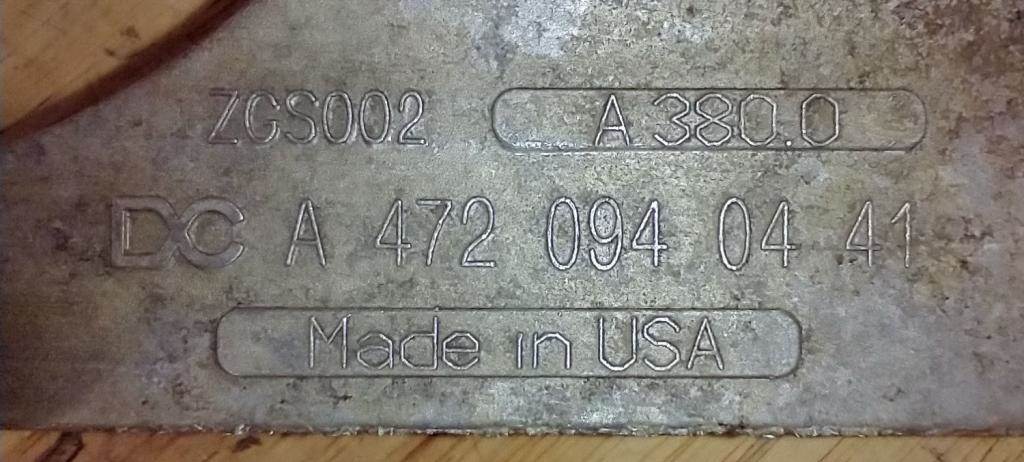 ZGS002 A 380.0
DC A 472 094 04 41
Made in USA